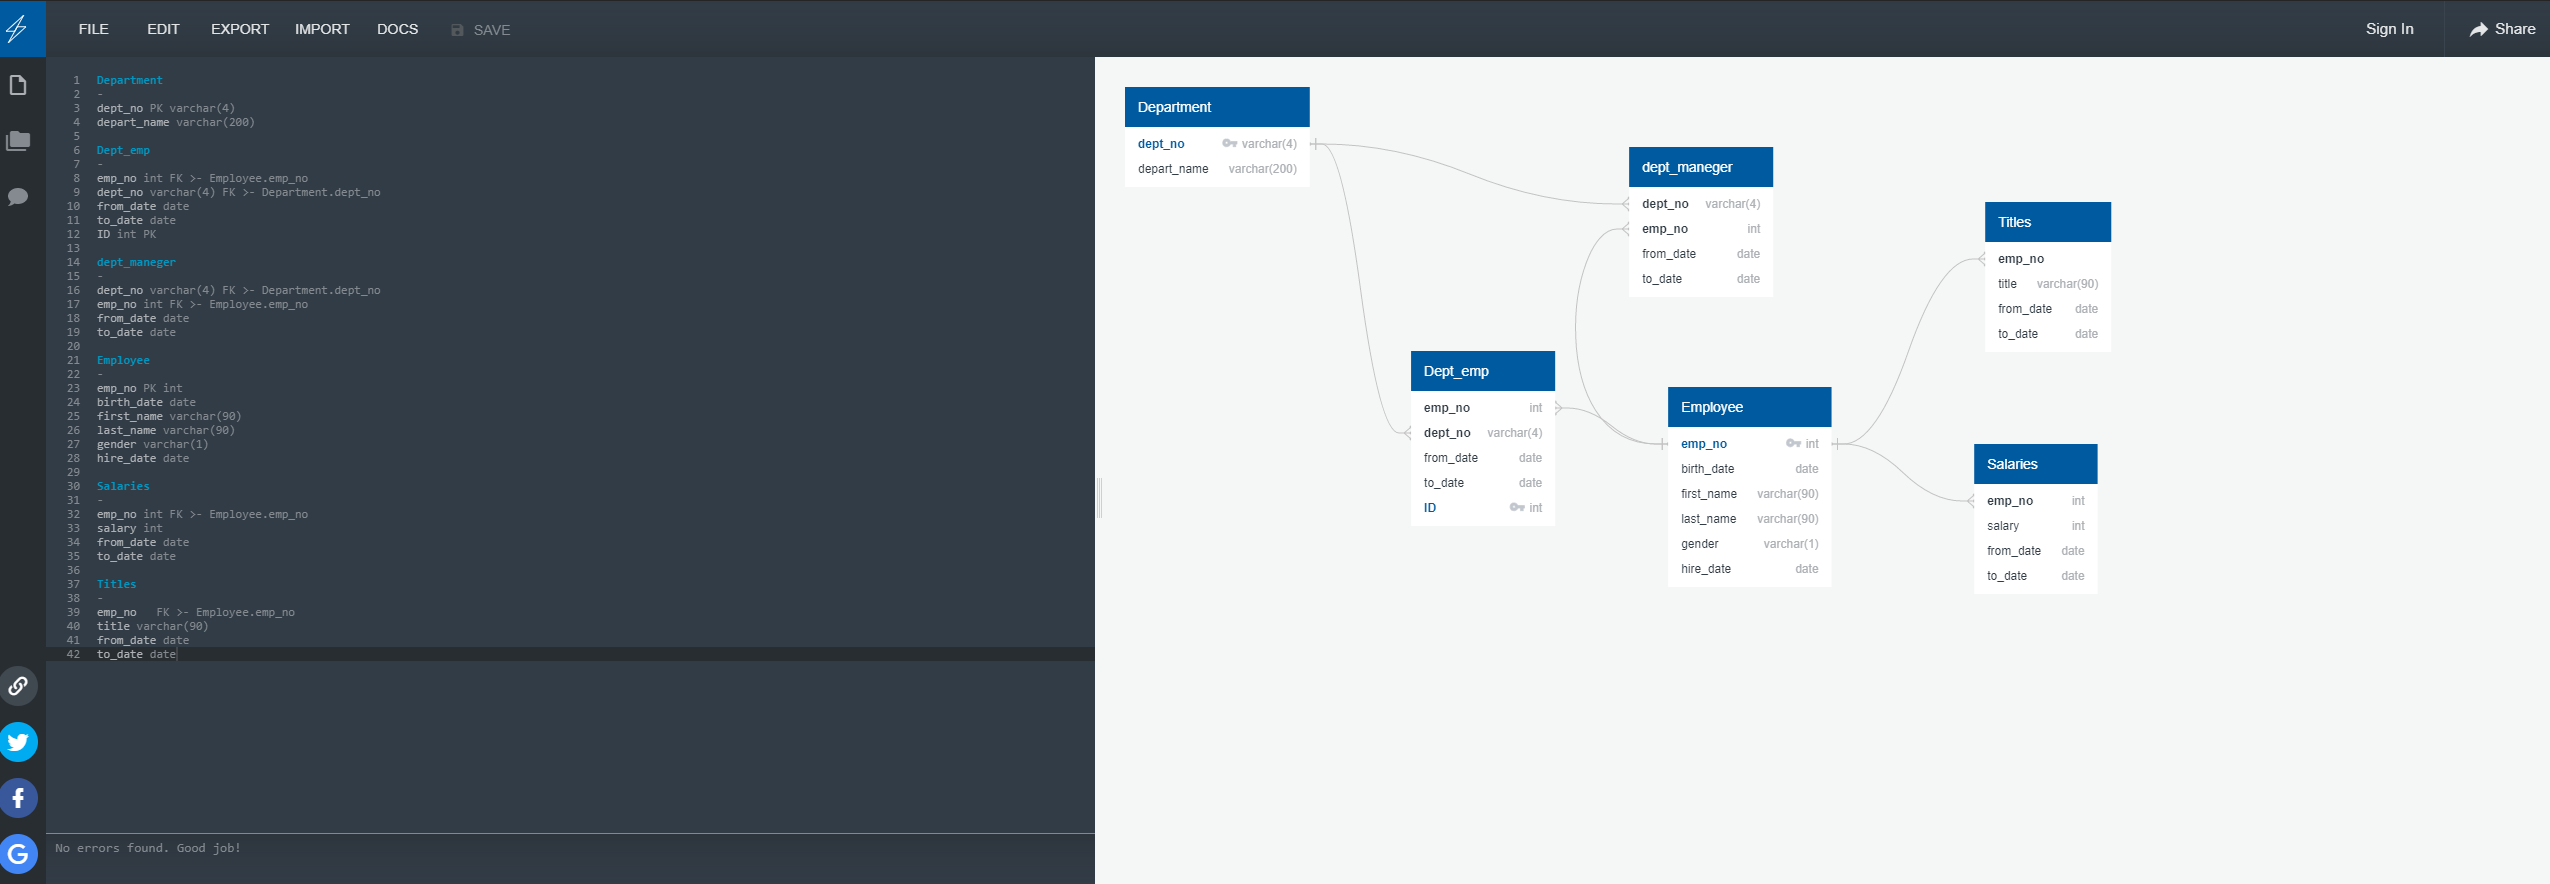 FILE EDIT EXPORT IMPORT DOCS SAVE Sign In Share
1 Department
2 -
3 dept_no PK varchar(4)
4 depart_name varchar(200)
5
6 Dept_emp
7 -
8 emp_no int FK >- Employee.emp_no
9 dept_no varchar(4) FK >- Department.dept_no
10 from_date date
11 to_date date
12 ID int PK
13
14 dept_maneger
15 -
16 dept_no varchar(4) FK >- Department.dept_no
17 emp_no int FK >- Employee.emp_no
18 from_date date
19 to_date date
20
21 Employee
22 -
23 emp_no PK int
24 birth_date date
25 first_name varchar(90)
26 last_name varchar(90)
27 gender varchar(1)
28 hire_date date
29
30 Salaries
31 -
32 emp_no int FK >- Employee.emp_no
33 salary int
34 from_date date
35 to_date date
36
37 Titles
38 -
39 emp_no   FK >- Employee.emp_no
40 title varchar(90)
41 from_date date
42 to_date date
No errors found. Good job!
Department
dept_no varchar(4)
depart_name varchar(200)
dept_maneger
dept_no varchar(4)
emp_no int
from_date date
to_date date
Titles
emp_no
title varchar(90)
from_date date
to_date date
Dept_emp
emp_no int
dept_no varchar(4)
from_date date
to_date date
ID int
Employee
emp_no int
birth_date date
first_name varchar(90)
last_name varchar(90)
gender varchar(1)
hire_date date
Salaries
emp_no int
salary int
from_date date
to_date date